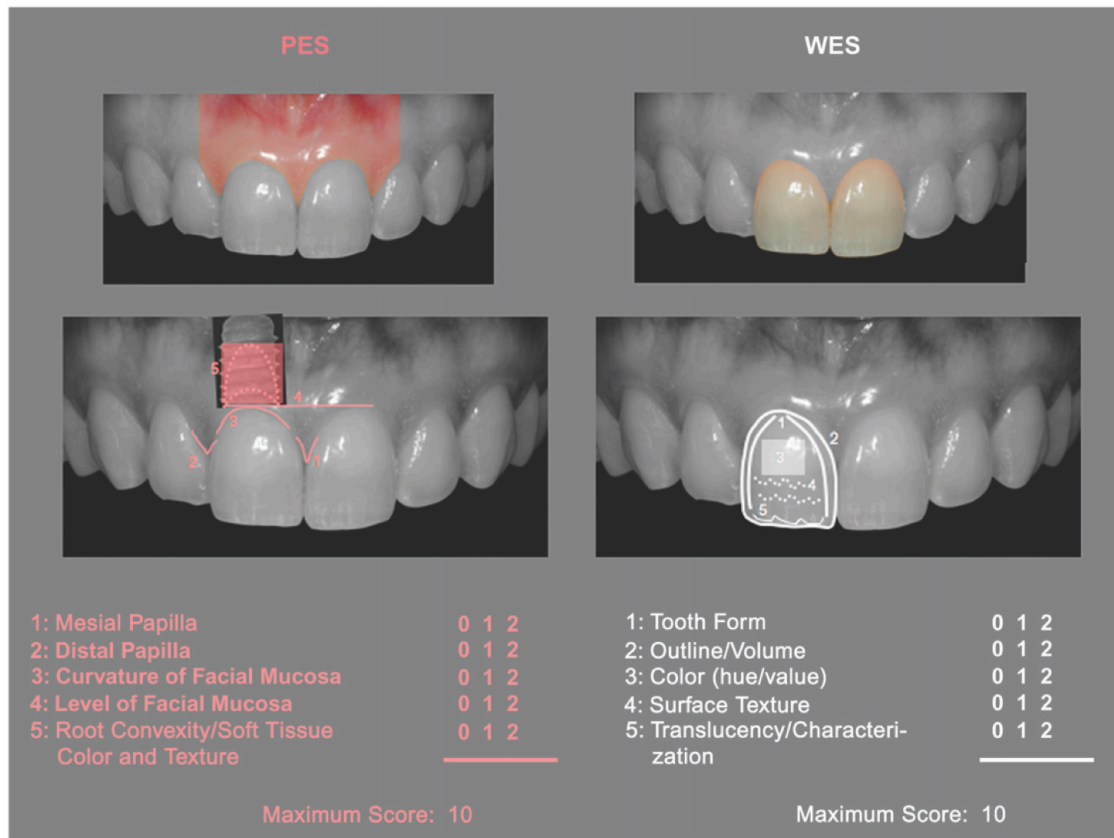 PES
WES
5
4
3
2
1
1
2
3
4
5
1: Mesial Papilla 0 1 2
2: Distal Papilla 0 1 2
3: Curvature of Facial Mucosa 0 1 2
4: Level of Facial Mucosa 0 1 2
5: Root Convexity/Soft Tissue 0 1 2
Color and Texture
Maximum Score: 10
1: Tooth Form 0 1 2
2: Outline/Volume 0 1 2
3: Color (hue/value) 0 1 2
4: Surface Texture 0 1 2
5: Translucency/Characteri- 0 1 2
zation
Maximum Score: 10